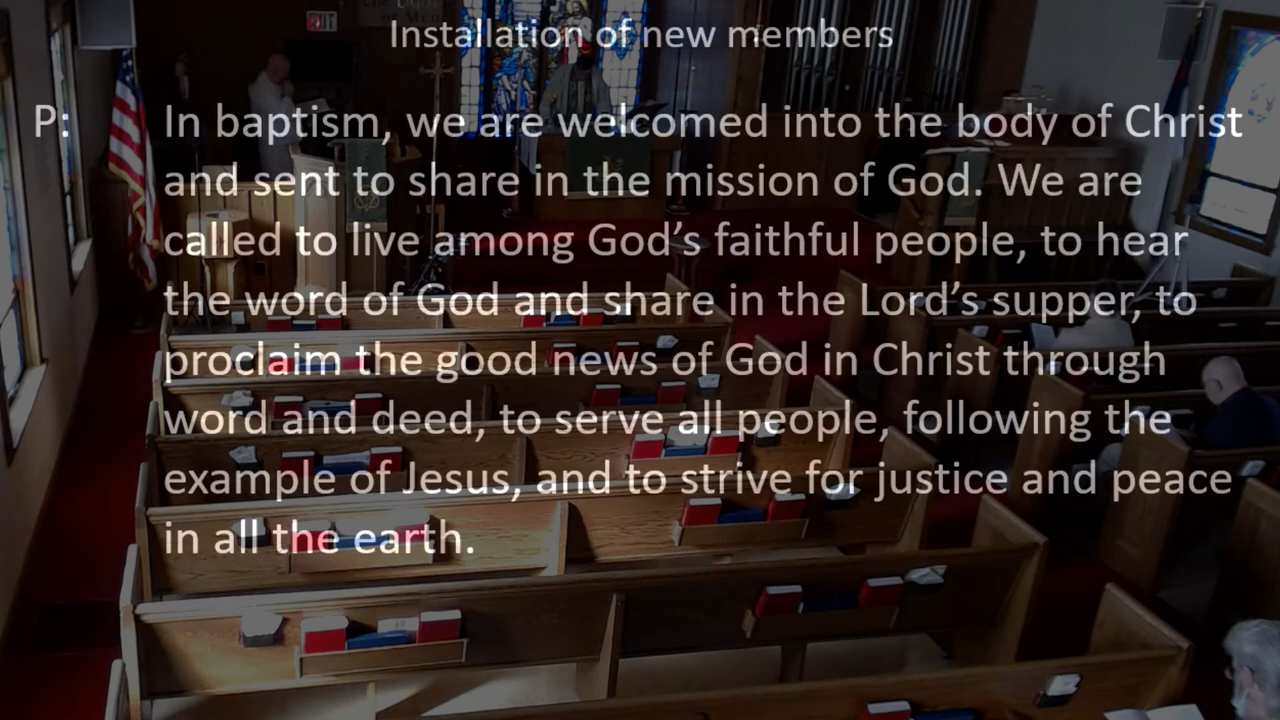 Installation of new members
P: In baptism, we are welcomed into the body of Christ
and sent to share in the mission of God. We are
called to live among God’s faithful people, to hear
the word of God and share in the Lord’s supper, to
proclaim the good news of God in Christ through
word and deed, to serve all people, following the
example of Jesus, and to strive for justice and peace
in all the earth.